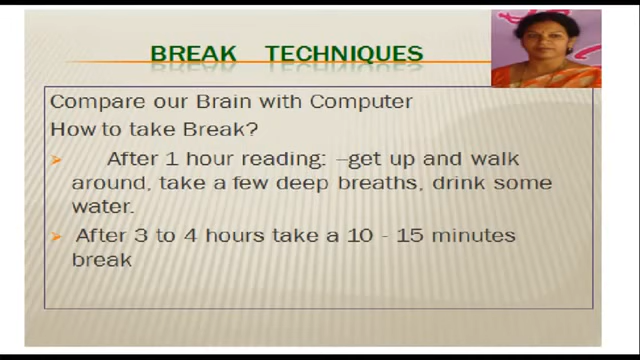 BREAK TECHNIQUES
Compare our Brain with Computer
How to take Break?
After 1 hour reading: –get up and walk
around, take a few deep breaths, drink some
water.
After 3 to 4 hours take a 10 - 15 minutes
break